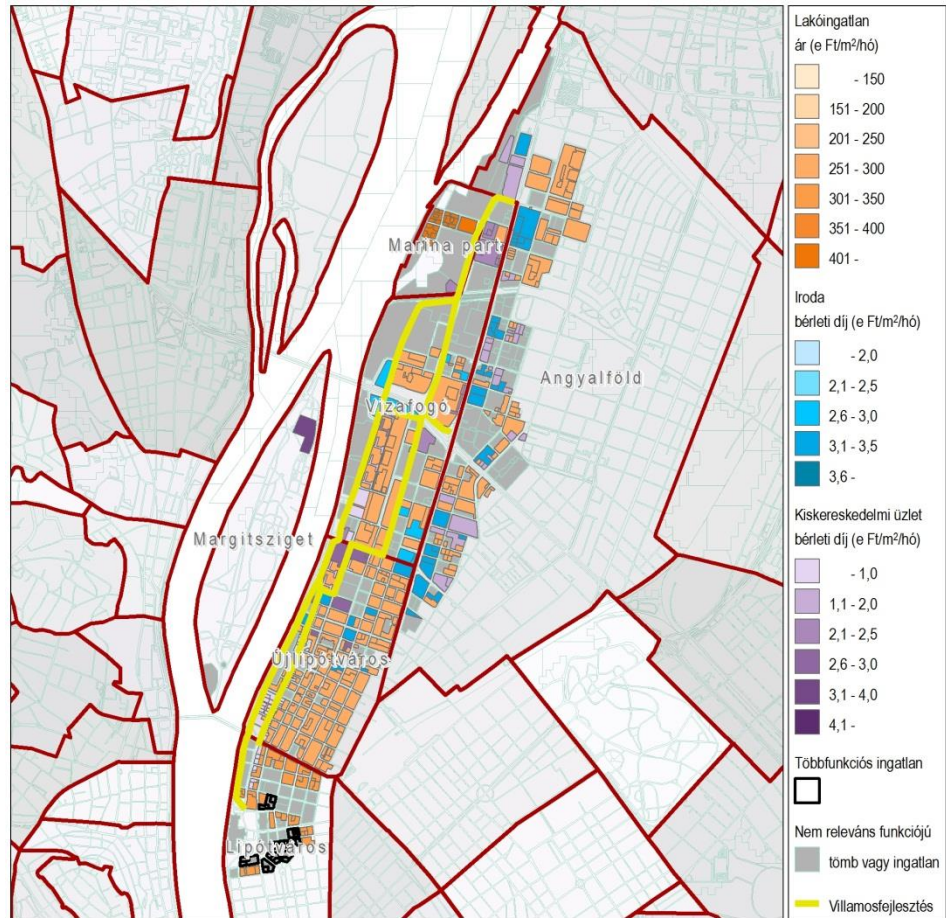 Marina part
Angyalföld
Vizafogó
Margitsziget
Újlipótváros
Lipótváros
Lakóingatlan
ár (e Ft/m²/hó)
- 150
151 - 200
201 - 250
251 - 300
301 - 350
351 - 400
401 -
Iroda
bérleti díj (e Ft/m²/hó)
- 2,0
2,1 - 2,5
2,6 - 3,0
3,1 - 3,5
3,6 -
Kiskereskedelmi üzlet
bérleti díj (e Ft/m²/hó)
- 1,0
1,1 - 2,0
2,1 - 2,5
2,6 - 3,0
3,1 - 4,0
4,1 -
Többfunkciós ingatlan
Nem releváns funkciójú
tömb vagy ingatlan
Villamosfejlesztés